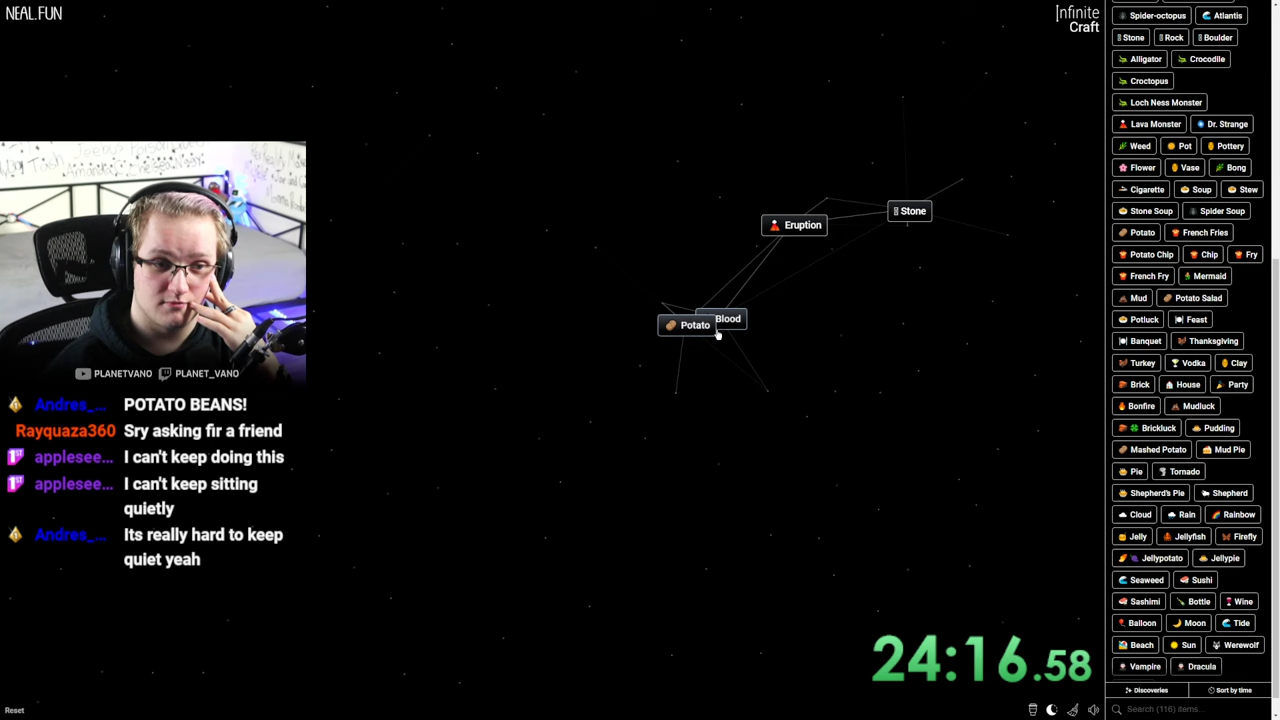 NEAL.FUN
Infinite
Craft
Spider-octopus Atlantis
Stone Rock Boulder
Alligator Crocodile
Croctopus
Loch Ness Monster
Lava Monster Dr. Strange
Weed Pot Pottery
Flower Vase Bong
Cigarette Soup Stew
Stone Soup Spider Soup
Potato French Fries
Potato Chip Chip Fry
French Fry Mermaid
Mud Potato Salad
Potluck Feast
Banquet Thanksgiving
Turkey Vodka Clay
Brick House Party
Bonfire Mudluck
Brickluck Pudding
Mashed Potato Mud Pie
Pie Tornado
Shepherd's Pie Shepherd
Cloud Rain Rainbow
Jelly Jellyfish Firefly
Jellypotato Jellypie
Seaweed Sushi
Sashimi Bottle Wine
Balloon Moon Tide
Beach Sun Werewolf
Vampire Dracula
Discoveries Sort by time
Search (116) items...
Stone
Eruption
Blood
Potato
PLANETVANO PLANET_VANO
Andres_... POTATO BEANS!
Rayquaza360 Sry asking fir a friend
applesee... I can't keep doing this
applesee... I can't keep sitting
quietly
Andres_... Its really hard to keep
quiet yeah
24:16.58
Reset